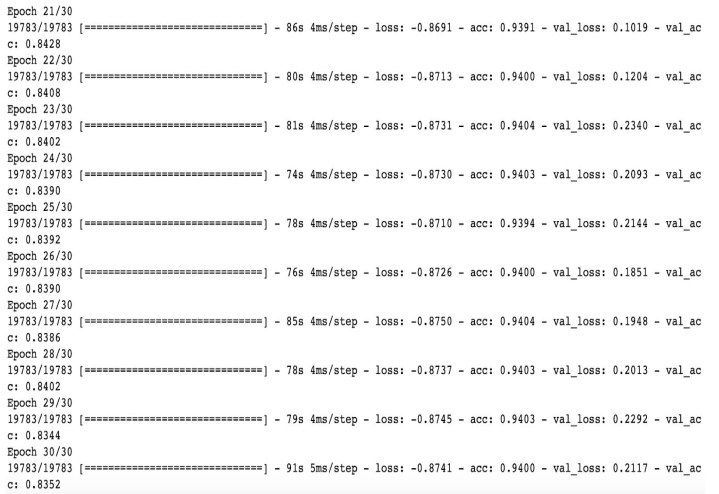 Epoch 21/30
19783/19783 [==============================] - 86s 4ms/step - loss: -0.8691 - acc: 0.9391 - val_loss: 0.1019 - val_ac
c: 0.8428
Epoch 22/30
19783/19783 [==============================] - 80s 4ms/step - loss: -0.8713 - acc: 0.9400 - val_loss: 0.1204 - val_ac
c: 0.8408
Epoch 23/30
19783/19783 [==============================] - 81s 4ms/step - loss: -0.8731 - acc: 0.9404 - val_loss: 0.2340 - val_ac
c: 0.8402
Epoch 24/30
19783/19783 [==============================] - 74s 4ms/step - loss: -0.8730 - acc: 0.9403 - val_loss: 0.2093 - val_ac
c: 0.8390
Epoch 25/30
19783/19783 [==============================] - 78s 4ms/step - loss: -0.8710 - acc: 0.9394 - val_loss: 0.2144 - val_ac
c: 0.8392
Epoch 26/30
19783/19783 [==============================] - 76s 4ms/step - loss: -0.8726 - acc: 0.9400 - val_loss: 0.1851 - val_ac
c: 0.8390
Epoch 27/30
19783/19783 [==============================] - 85s 4ms/step - loss: -0.8750 - acc: 0.9404 - val_loss: 0.1948 - val_ac
c: 0.8386
Epoch 28/30
19783/19783 [==============================] - 78s 4ms/step - loss: -0.8737 - acc: 0.9403 - val_loss: 0.2013 - val_ac
c: 0.8402
Epoch 29/30
19783/19783 [==============================] - 79s 4ms/step - loss: -0.8745 - acc: 0.9403 - val_loss: 0.2292 - val_ac
c: 0.8344
Epoch 30/30
19783/19783 [==============================] - 91s 5ms/step - loss: -0.8741 - acc: 0.9400 - val_loss: 0.2117 - val_ac
c: 0.8352